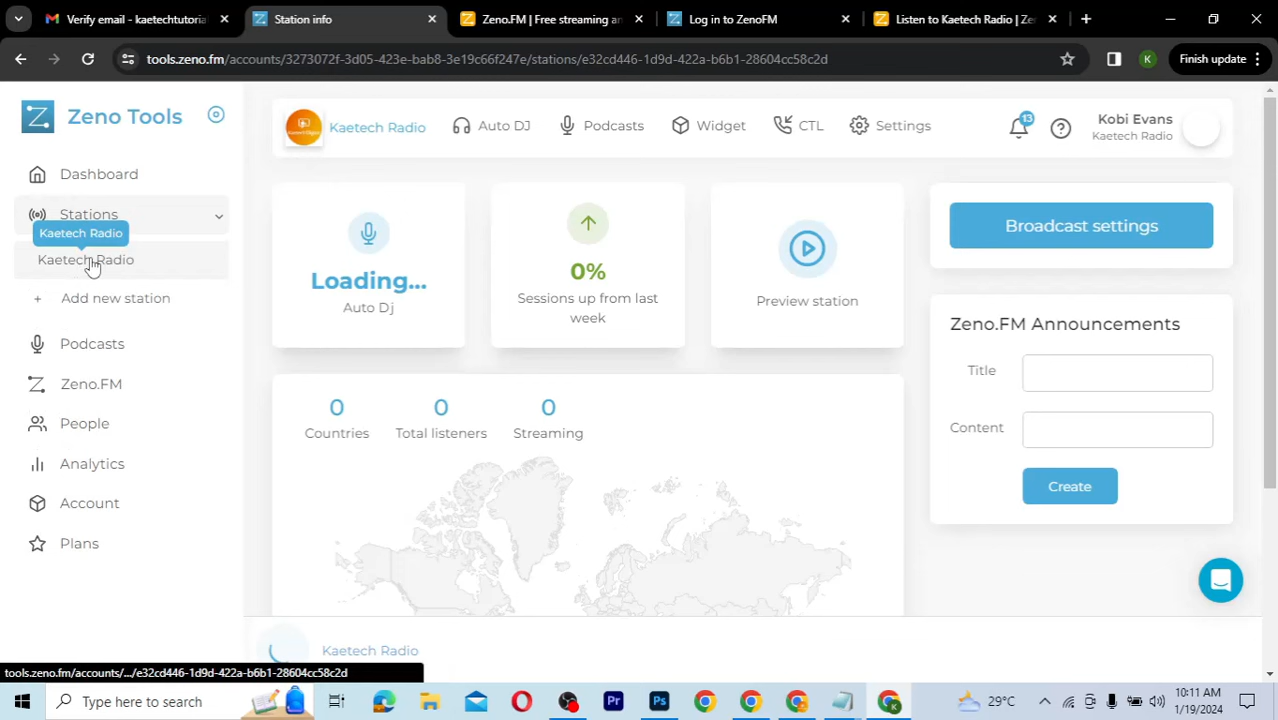 Verify email - kaetechtutoria
Station info
Zeno.FM | Free streaming an
Log in to ZenoFM
Listen to Kaetech Radio | Ze
tools.zeno.fm/accounts/3273072f-3d05-423e-bab8-3e19c66f247e/stations/e32cd446-1d9d-422a-b6b1-28604cc58c2d
K
Finish update
Zeno Tools
Kaetech Radio
Auto DJ
Podcasts
Widget
CTL
Settings
13
Kobi Evans
Kaetech Radio
Dashboard
Stations
Kaetech Radio
Kaetech Radio
+ Add new station
Podcasts
Zeno.FM
People
Analytics
Account
Plans
Loading...
Auto Dj
0%
Sessions up from last
week
Preview station
Broadcast settings
Zeno.FM Announcements
Title
Content
Create
0
Countries
0
Total listeners
0
Streaming
Kaetech Radio
tools.zeno.fm/accounts/.../e32cd446-1d9d-422a-b6b1-28604cc58c2d
Type here to search
Pr
Ps
K
29°C
10:11 AM
1/19/2024